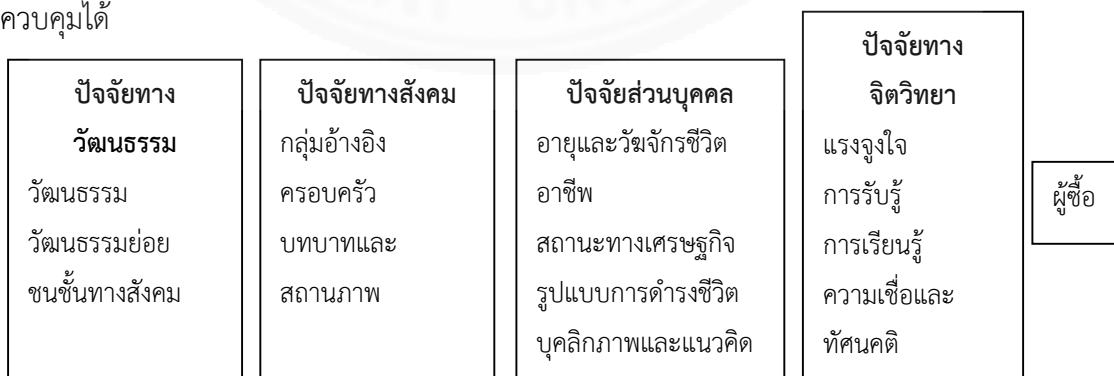 ควบคุมได้
ปัจจัยทาง
วัฒนธรรม
วัฒนธรรม
วัฒนธรรมย่อย
ชนชั้นทางสังคม
ปัจจัยทางสังคม
กลุ่มอ้างอิง
ครอบครัว
บทบาทและ
สถานภาพ
ปัจจัยส่วนบุคคล
อายุและวัฆจักรชีวิต
อาชีพ
สถานะทางเศรษฐกิจ
รูปแบบการดำรงชีวิต
บุคลิกภาพและแนวคิด
ปัจจัยทาง
จิตวิทยา
แรงจูงใจ
การรับรู้
การเรียนรู้
ความเชื่อและ
ทัศนคติ
ผู้ซื้อ